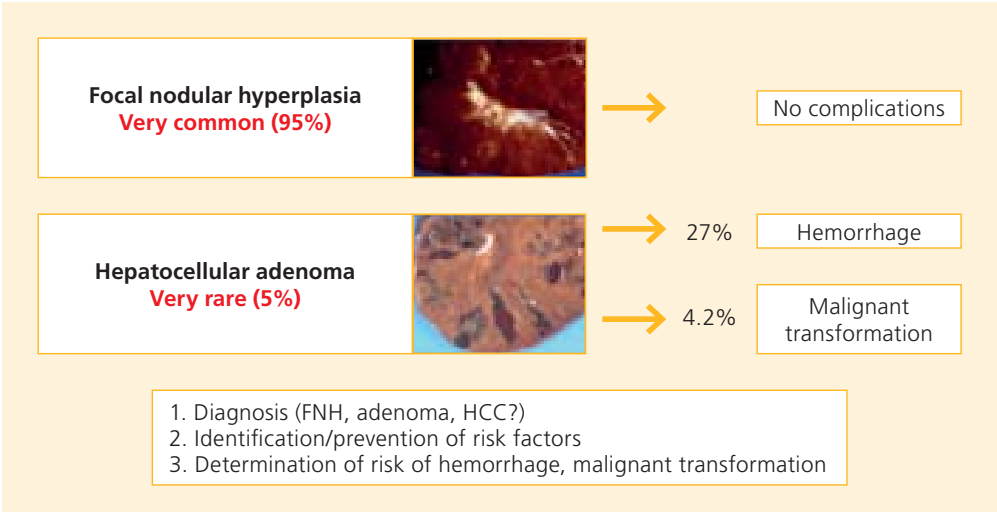 Focal nodular hyperplasia
Very common (95%)
No complications
Hepatocellular adenoma
Very rare (5%)
27%
Hemorrhage
4.2%
Malignant
transformation
1. Diagnosis (FNH, adenoma, HCC?)
2. Identification/prevention of risk factors
3. Determination of risk of hemorrhage, malignant transformation